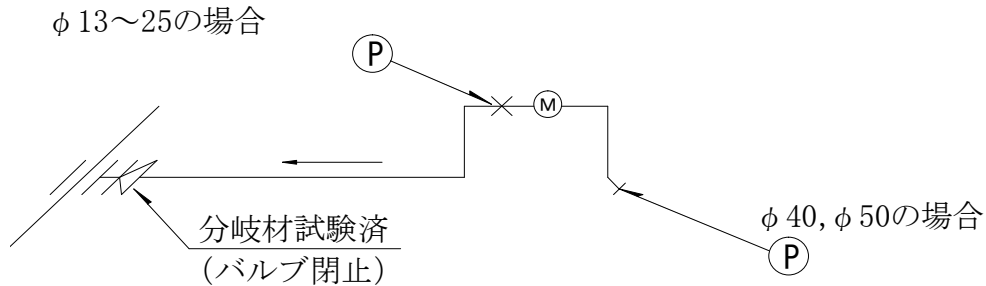 φ13～25の場合
P
M
分岐材試験済
(バルブ閉止)
φ40,φ50の場合
P